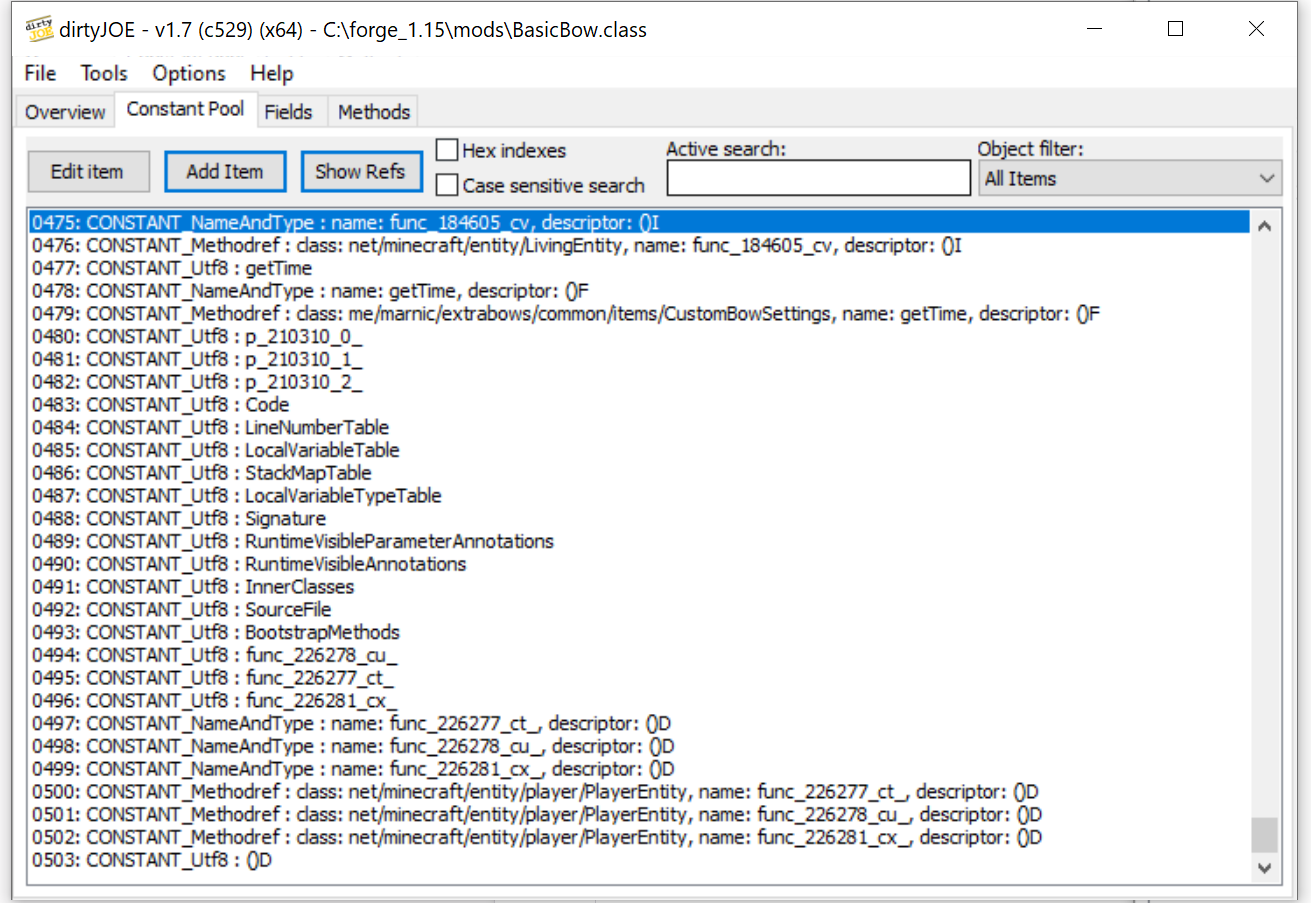 dirty JOE dirtyJOE - v1.7 (c529) (x64) - C:\forge_1.15\mods\BasicBow.class
File Tools Options Help
Overview Constant Pool Fields Methods
Edit item Add Item Show Refs Hex indexes Case sensitive search Active search: Object filter: All Items
0475: CONSTANT_NameAndType : name: func_184605_cv, descriptor: ()I
0476: CONSTANT_Methodref : class: net/minecraft/entity/LivingEntity, name: func_184605_cv, descriptor: ()I
0477: CONSTANT_Utf8 : getTime
0478: CONSTANT_NameAndType : name: getTime, descriptor: ()F
0479: CONSTANT_Methodref : class: me/marnic/extrabows/common/items/CustomBowSettings, name: getTime, descriptor: ()F
0480: CONSTANT_Utf8 : p_210310_0_
0481: CONSTANT_Utf8 : p_210310_1_
0482: CONSTANT_Utf8 : p_210310_2_
0483: CONSTANT_Utf8 : Code
0484: CONSTANT_Utf8 : LineNumberTable
0485: CONSTANT_Utf8 : LocalVariableTable
0486: CONSTANT_Utf8 : StackMapTable
0487: CONSTANT_Utf8 : LocalVariableTypeTable
0488: CONSTANT_Utf8 : Signature
0489: CONSTANT_Utf8 : RuntimeVisibleParameterAnnotations
0490: CONSTANT_Utf8 : RuntimeVisibleAnnotations
0491: CONSTANT_Utf8 : InnerClasses
0492: CONSTANT_Utf8 : SourceFile
0493: CONSTANT_Utf8 : BootstrapMethods
0494: CONSTANT_Utf8 : func_226278_cu_
0495: CONSTANT_Utf8 : func_226277_ct_
0496: CONSTANT_Utf8 : func_226281_cx_
0497: CONSTANT_NameAndType : name: func_226277_ct_, descriptor: ()D
0498: CONSTANT_NameAndType : name: func_226278_cu_, descriptor: ()D
0499: CONSTANT_NameAndType : name: func_226281_cx_, descriptor: ()D
0500: CONSTANT_Methodref : class: net/minecraft/entity/player/PlayerEntity, name: func_226277_ct_, descriptor: ()D
0501: CONSTANT_Methodref : class: net/minecraft/entity/player/PlayerEntity, name: func_226278_cu_, descriptor: ()D
0502: CONSTANT_Methodref : class: net/minecraft/entity/player/PlayerEntity, name: func_226281_cx_, descriptor: ()D
0503: CONSTANT_Utf8 : ()D